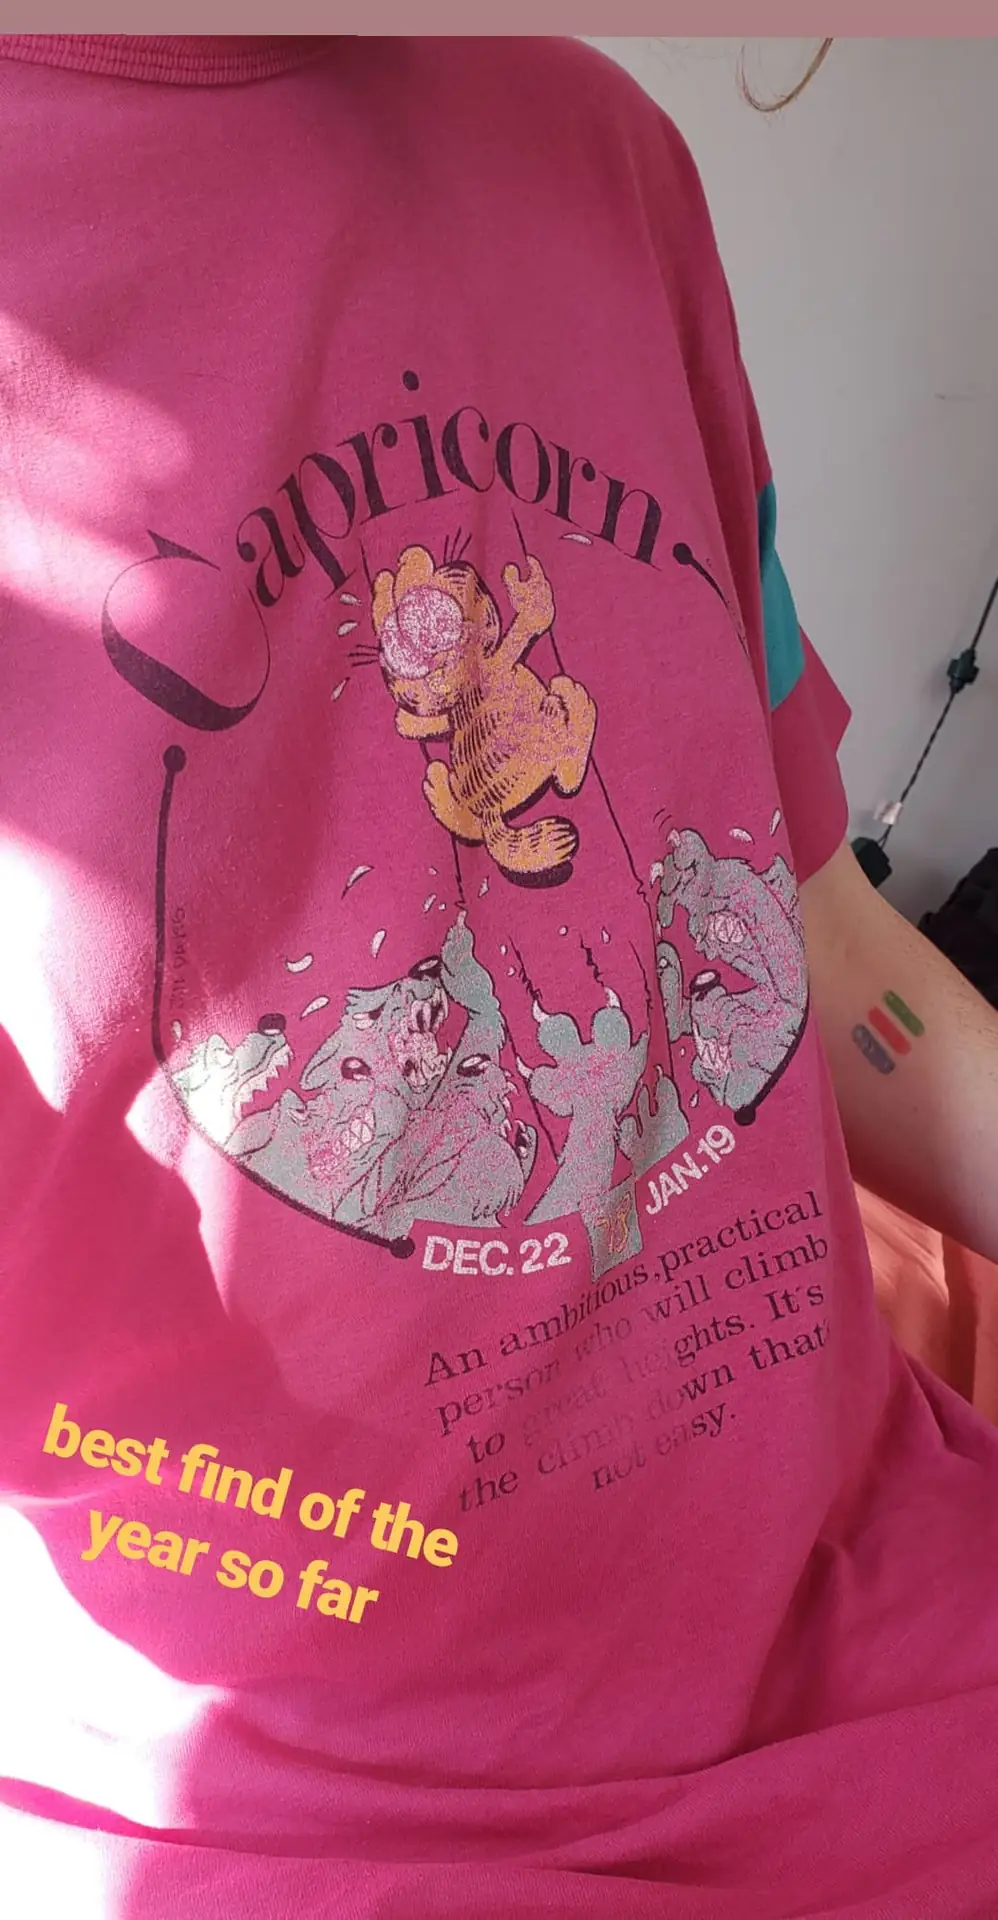 Capricorn
DEC. 22
JAN. 19
An ambitious, practical
person who will climb
to great heights. It's
the climb down that's
not easy.
best find of the
year so far